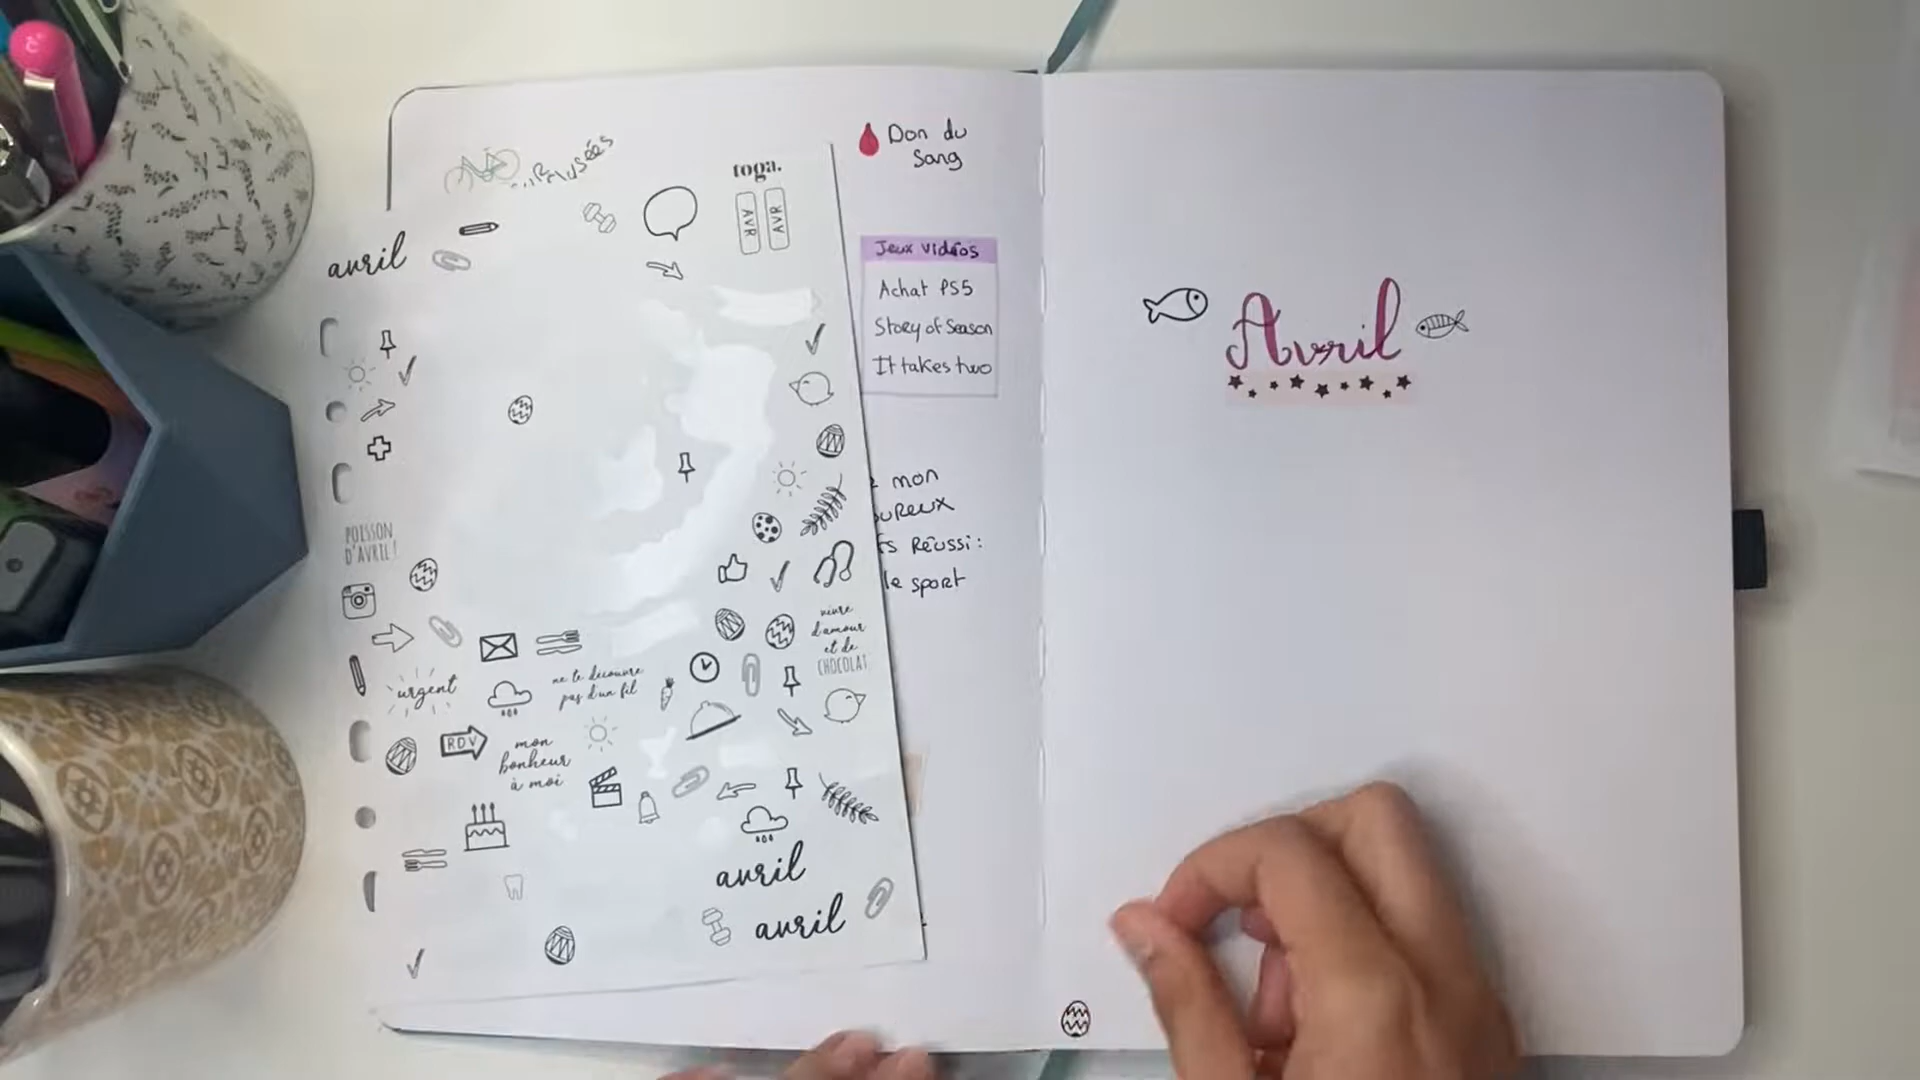 Musées
toga.
AVR
AVR
avril
POISSON
D'AVRIL!
urgent
ne te découvre
pas d'un fil
RDV
mon
bonheur
à moi
vivre
d'amour
et de
CHOCOLAT
avril
avril
Don du
Sang
Jeux vidéos
Achat PS5
Story of Season
It takes two
mon
Réussi:
le sport
Avril